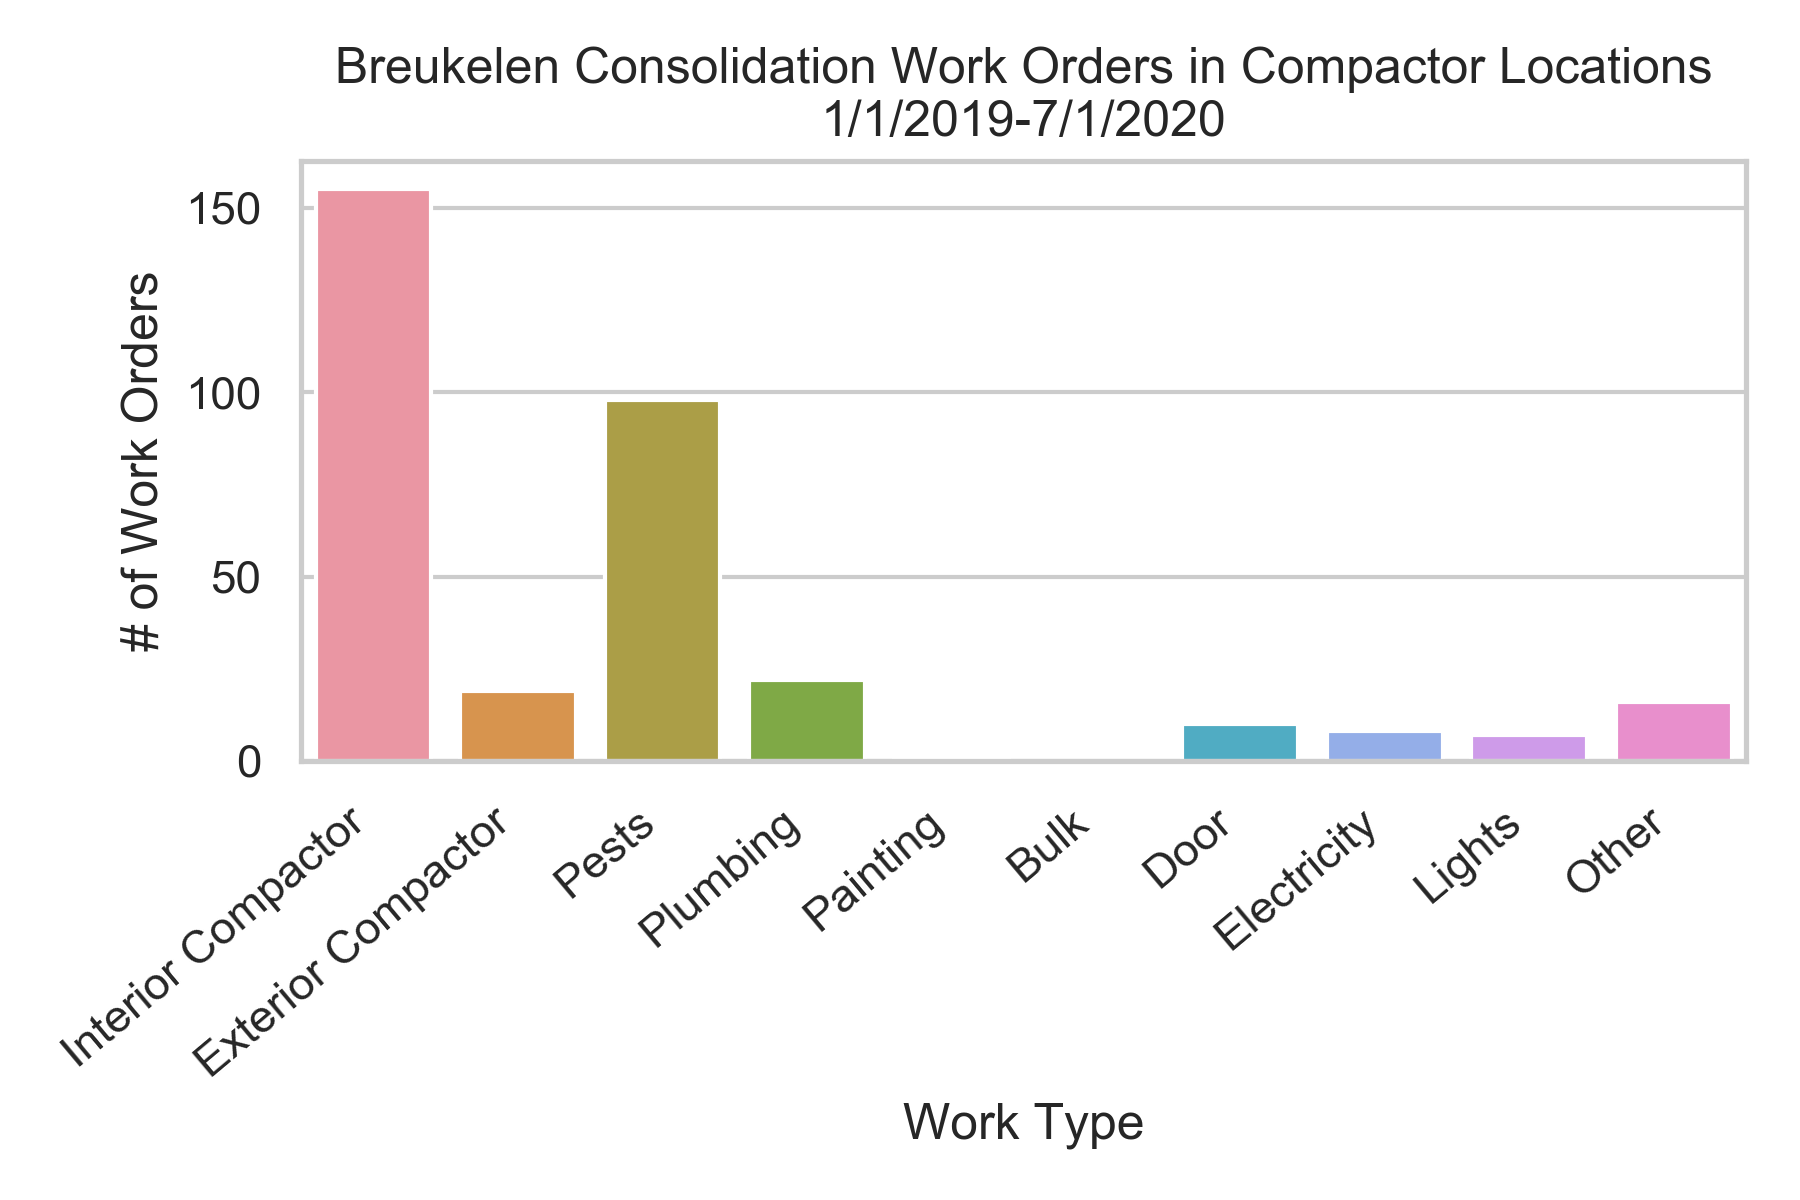 Breukelen Consolidation Work Orders in Compactor Locations
1/1/2019-7/1/2020
# of Work Orders
150
100
50
0
Interior Compactor
Exterior Compactor
Pests
Plumbing
Painting
Bulk
Door
Electricity
Lights
Other
Work Type